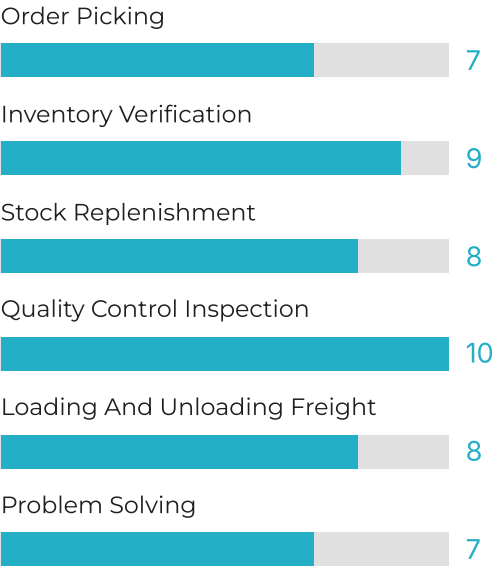 Order Picking
7
Inventory Verification
9
Stock Replenishment
8
Quality Control Inspection
10
Loading And Unloading Freight
8
Problem Solving
7